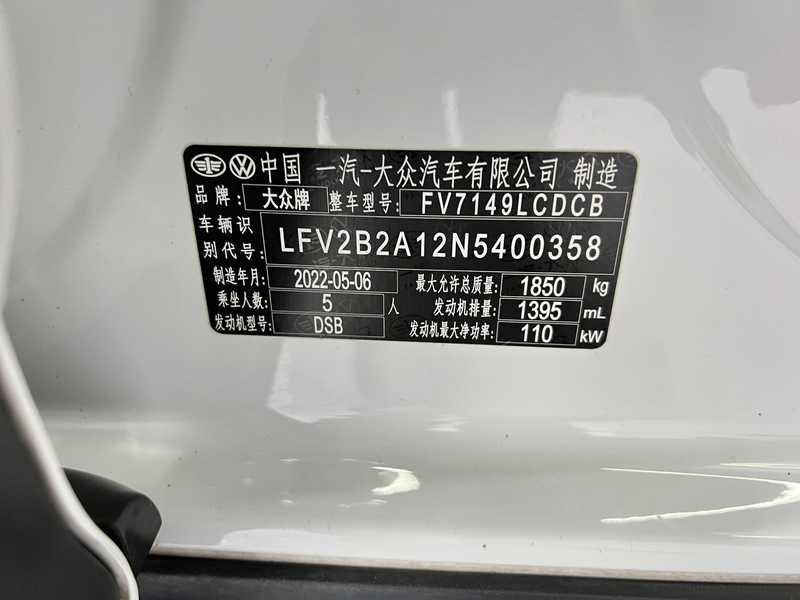 中国 一汽-大众汽车有限公司 制造
品牌: 大众牌 整车型号: FV7149LCDCB
车辆识别代号: LFV2B2A12N5400358
制造年月: 2022-05-06 最大允许总质量: 1850 kg
乘坐人数: 5 人 发动机排量: 1395 mL
发动机型号: DSB 发动机最大净功率: 110 kW